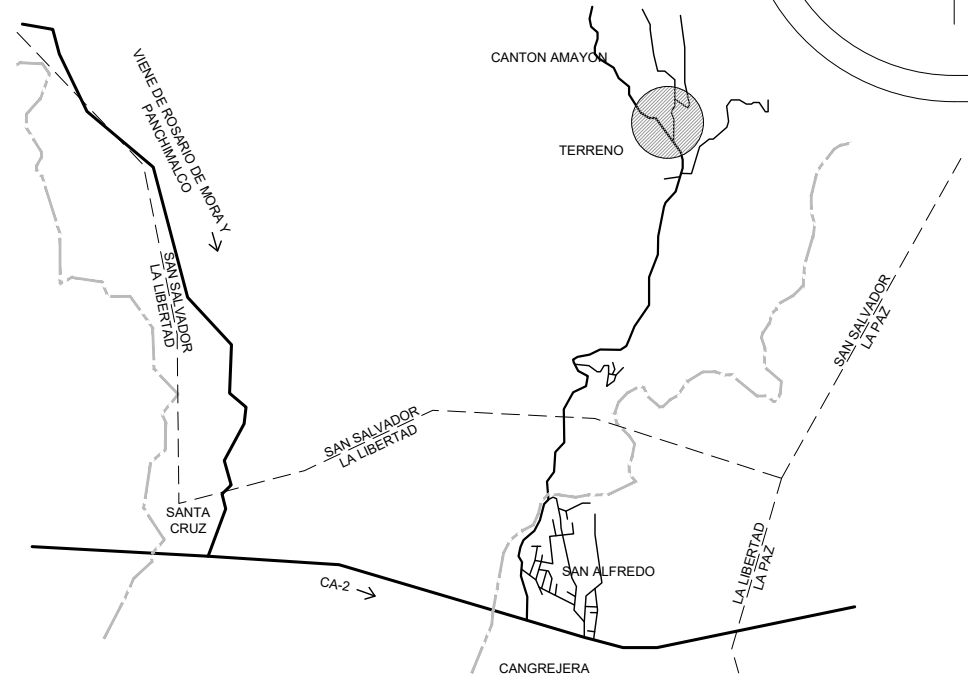 CANTON AMAYON
VIENE DE ROSARIO DE MORA Y
PANCHIMALCO
TERRENO
SAN SALVADOR
LA LIBERTAD
SAN SALVADOR
LA PAZ
SAN SALVADOR
LA LIBERTAD
SANTA
CRUZ
LA LIBERTAD
LA PAZ
SAN ALFREDO
CA-2
CANGREJERA